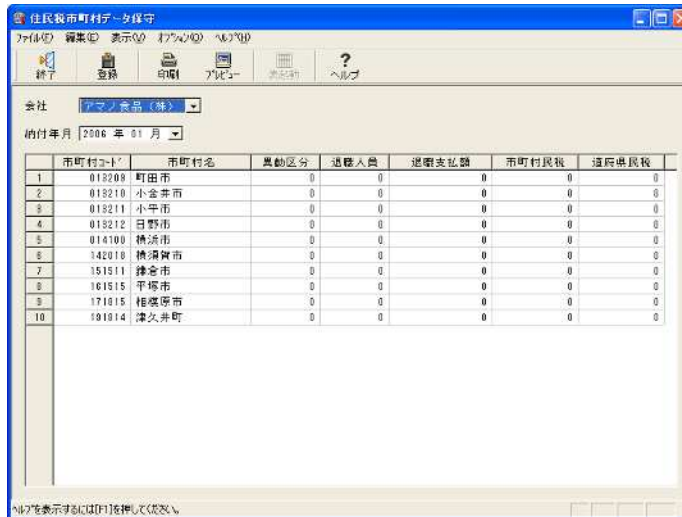 住民税市町村データ保守
ファイル(F) 編集(E) 表示(V) オプション(O) ヘルプ(H)
終了 登録 印刷 プレビュー ヘルプ
会社 アマノ食品(株)
納付年月 2006 年 01 月
市町村コード 市町村名 異動区分 退職人員 退職支払額 市町村民税 道府県民税
1 013209 町田市 0 0 0 0 0
2 013210 小金井市 0 0 0 0 0
3 013211 小平市 0 0 0 0 0
4 013212 日野市 0 0 0 0 0
5 014100 横浜市 0 0 0 0 0
6 142018 横須賀市 0 0 0 0 0
7 151511 鎌倉市 0 0 0 0 0
8 161515 平塚市 0 0 0 0 0
9 171815 相模原市 0 0 0 0 0
10 191914 津久井町 0 0 0 0 0
ヘルプを表示するには[F1]を押してください。